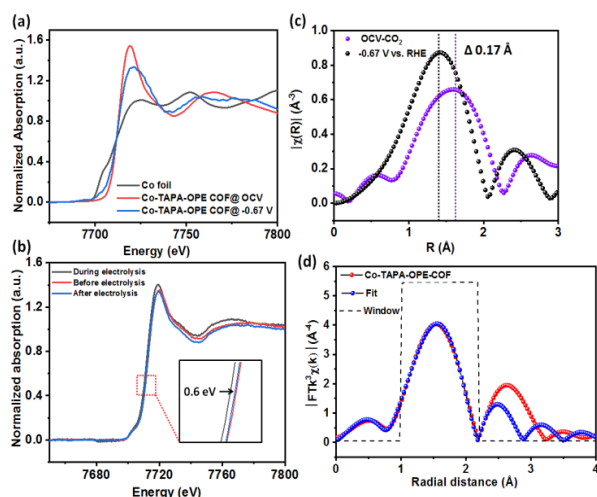 (a)
Normalized Absorption (a.u.)
1.6
1.2
0.8
0.4
0.0
Co foil
Co-TAPA-OPE COF@ OCV
Co-TAPA-OPE COF@ -0.67 V
7700 7720 7740 7760 7780 7800
Energy (eV)
(b)
Normalized absorption (a.u.)
1.6
1.2
0.8
0.4
0.0
During electrolysis
Before electrolysis
After electrolysis
0.6 eV
7680 7720 7760 7800
Energy (eV)
(c)
|χ(R)| (Å⁻³)
1.0
0.8
0.6
0.4
0.2
0.0
OCV-CO₂
-0.67 V vs. RHE
Δ 0.17 Å
0 1 2 3
R (Å)
(d)
|FTk³χ(k)| (Å⁻⁴)
6
5
4
3
2
1
0
Co-TAPA-OPE-COF
Fit
Window
0 1 2 3 4
Radial distance (Å)